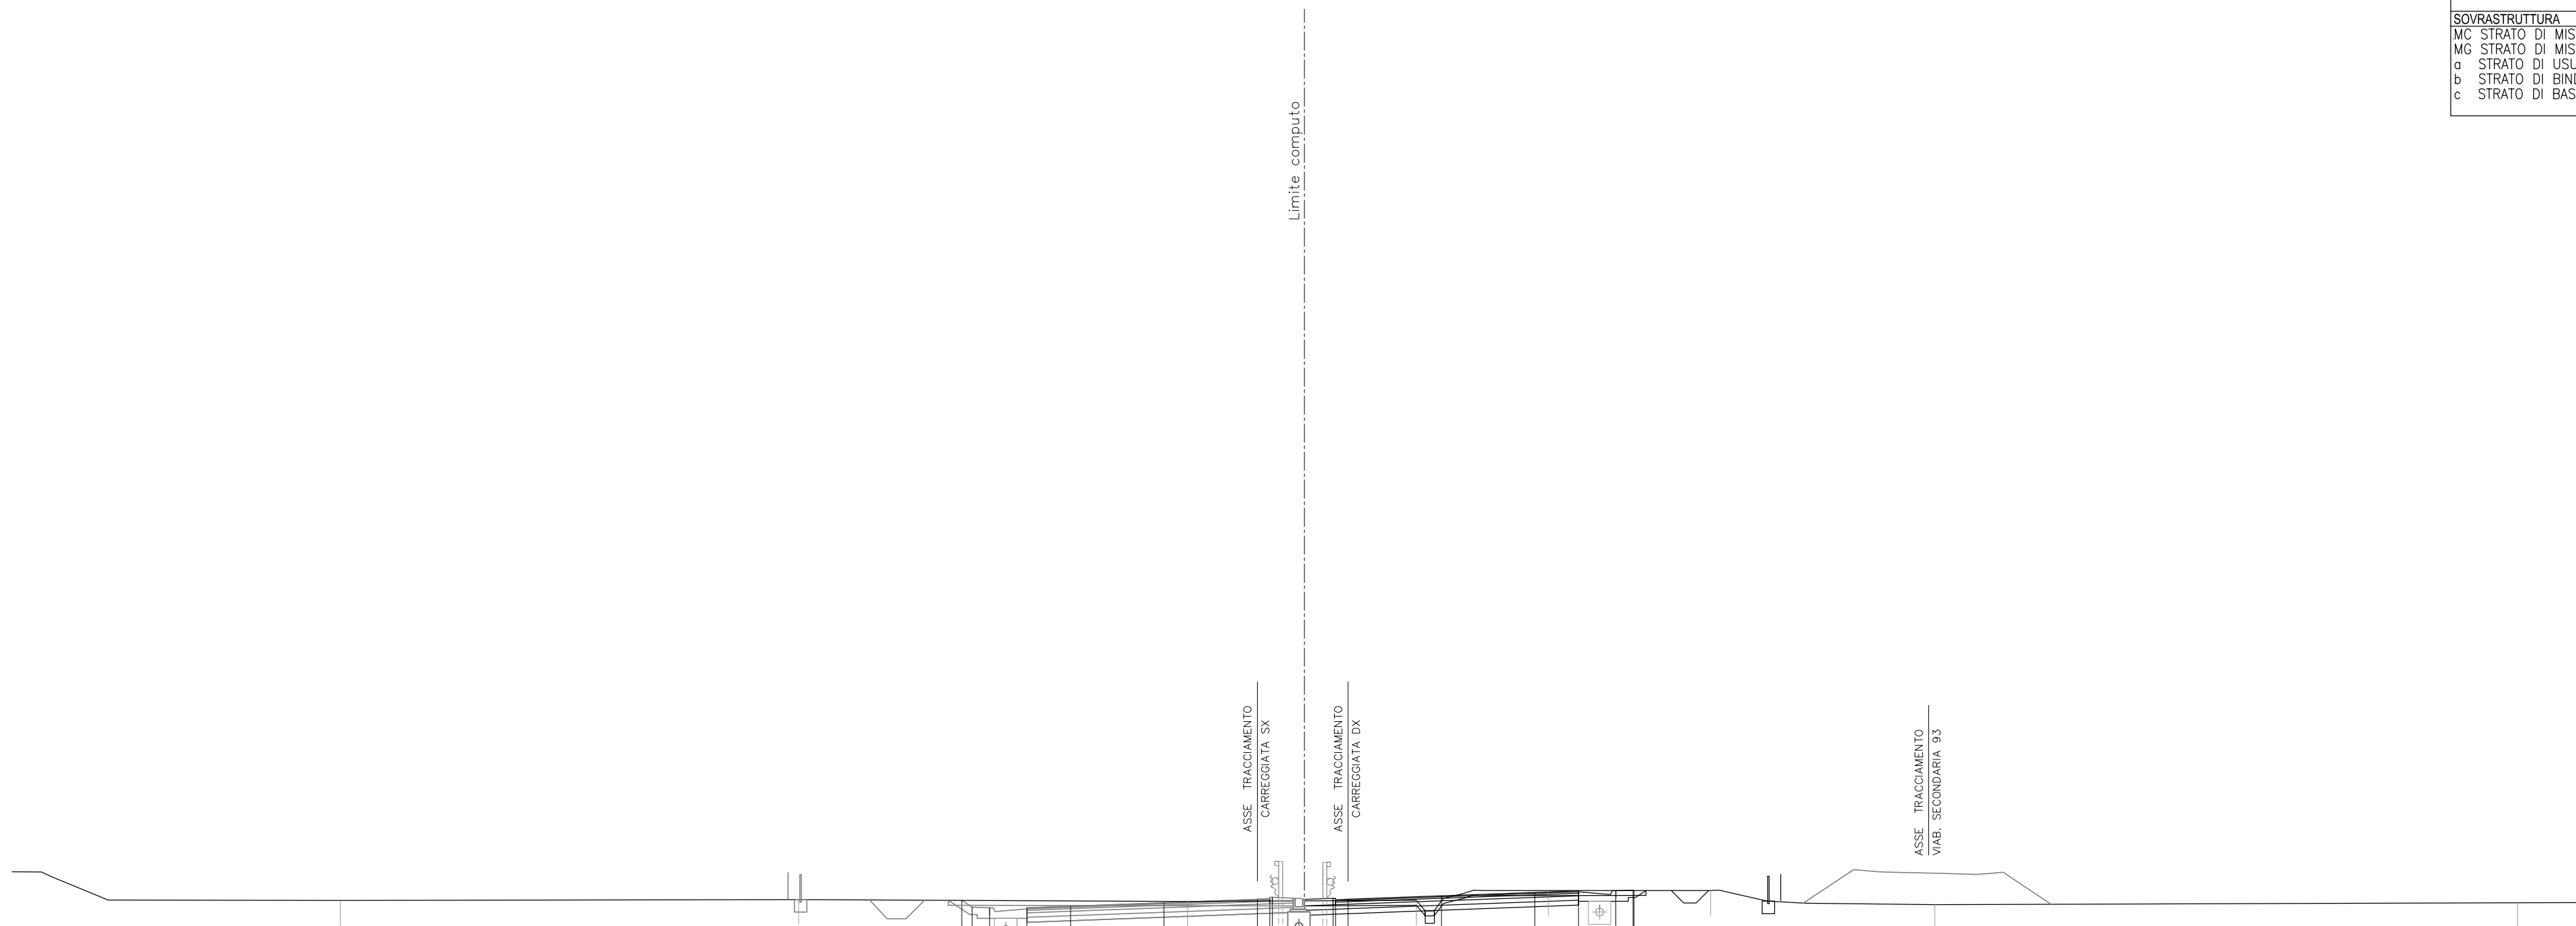 SOVRASTRUTTURA
MC STRATO DI MIS
MG STRATO DI MIS
a STRATO DI USU
b STRATO DI BIN
c STRATO DI BAS
Limite computo
ASSE TRACCIAMENTO
CARREGGIATA SX
ASSE TRACCIAMENTO
CARREGGIATA DX
ASSE TRACCIAMENTO
VIAB. SECONDARIA 93